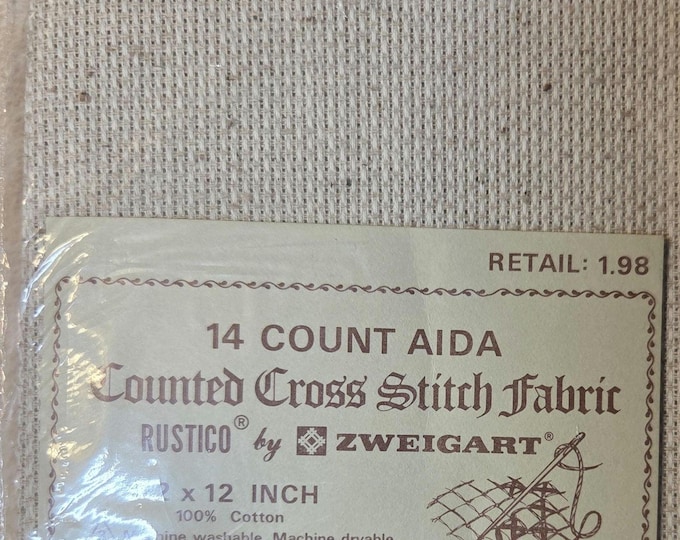 RETAIL: 1.98
14 COUNT AIDA
Counted Cross Stitch Fabric
RUSTICO® by ZWEIGART®
x 12 INCH
100% Cotton
washable. Machine dryable